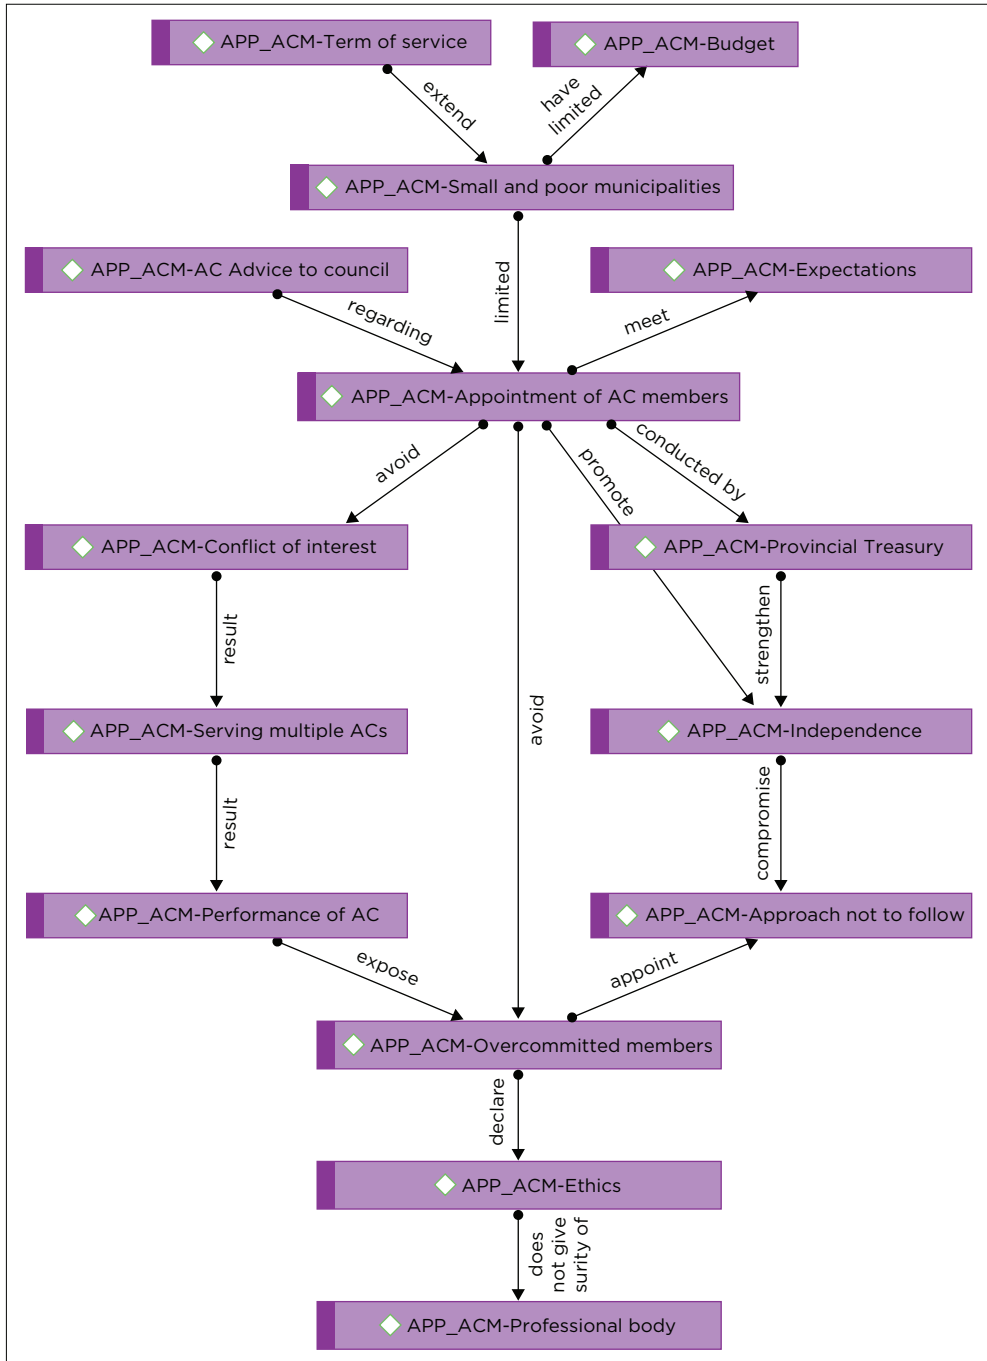 APP_ACM-Term of service
APP_ACM-Budget
extend
have
limited
APP_ACM-Small and poor municipalities
APP_ACM-AC Advice to council
APP_ACM-Expectations
regarding
limited
meet
APP_ACM-Appointment of AC members
avoid
promote
conducted by
APP_ACM-Conflict of interest
APP_ACM-Provincial Treasury
result
strengthen
APP_ACM-Serving multiple ACs
avoid
APP_ACM-Independence
result
compromise
APP_ACM-Performance of AC
APP_ACM-Approach not to follow
expose
appoint
APP_ACM-Overcommitted members
declare
APP_ACM-Ethics
does
not give
surity of
APP_ACM-Professional body